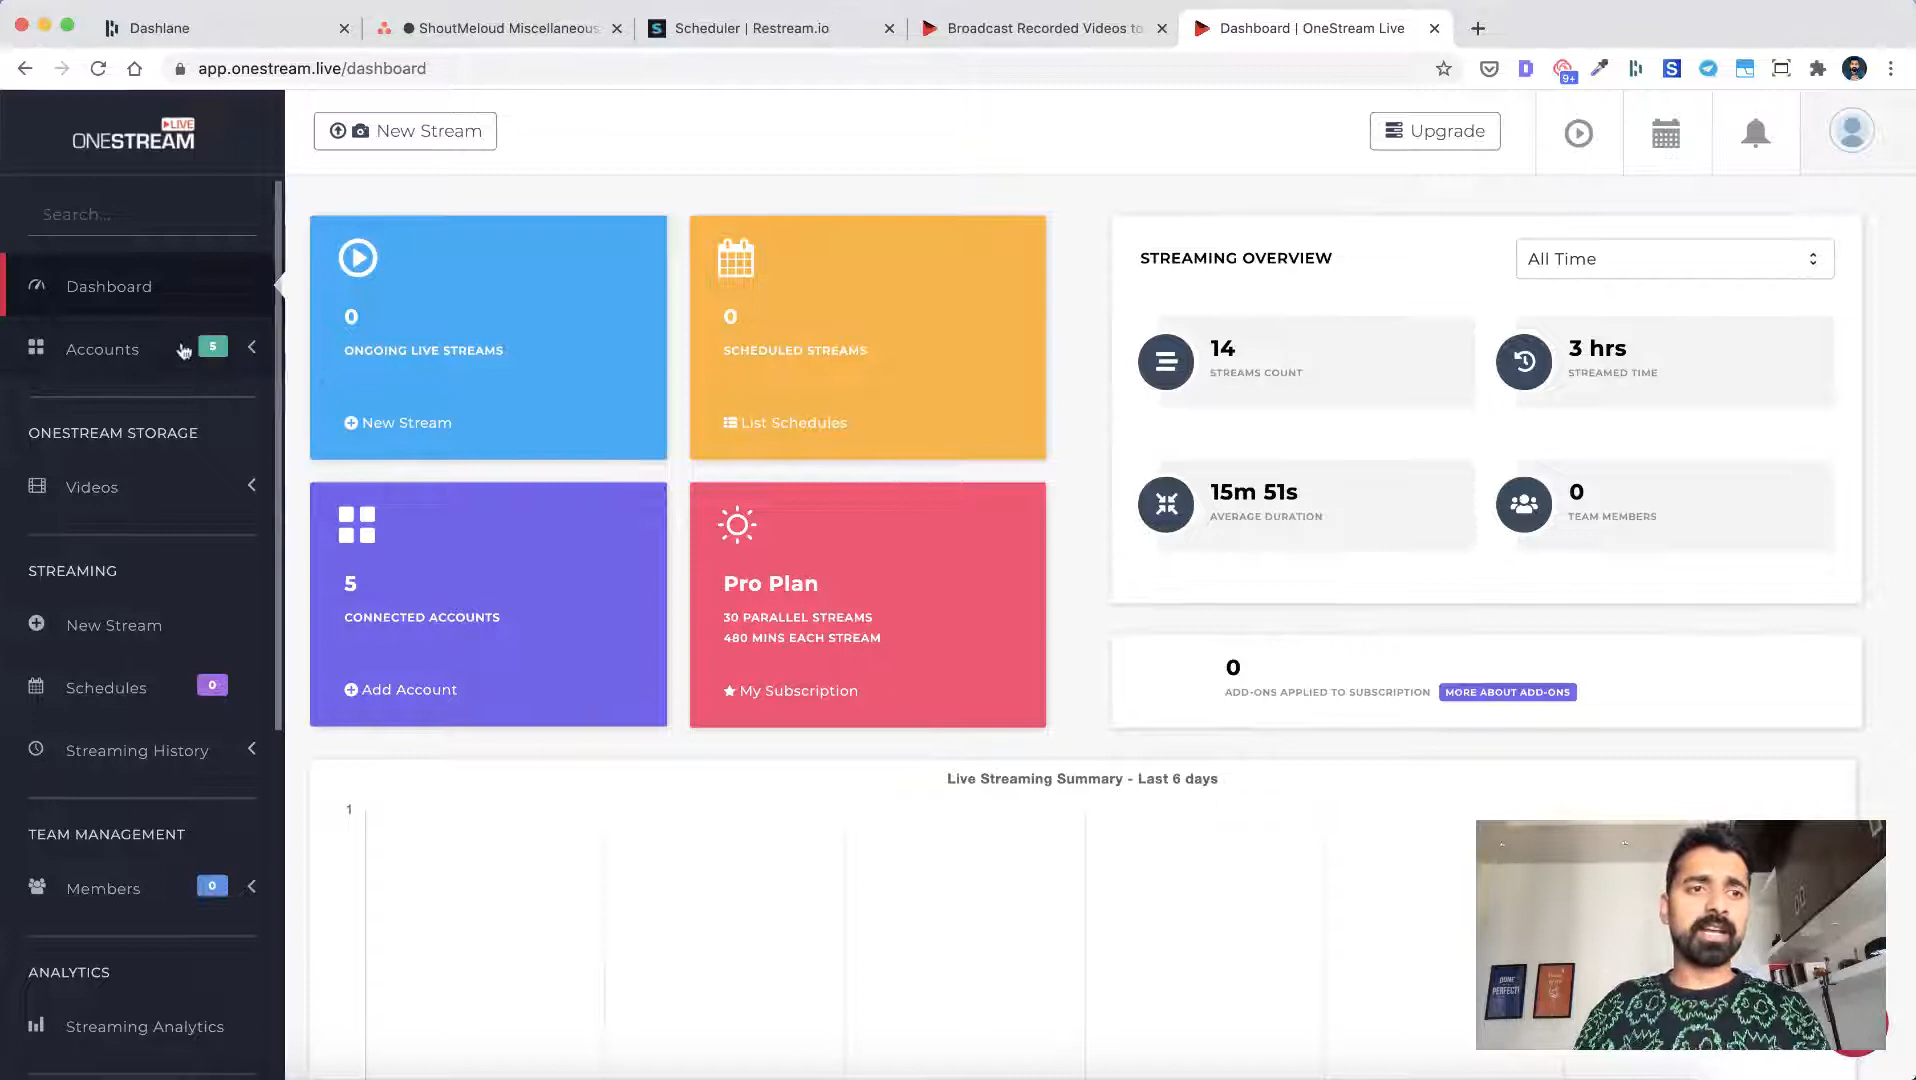 Dashlane
ShoutMeloud Miscellaneous
Scheduler | Restream.io
Broadcast Recorded Videos to
Dashboard | OneStream Live
app.onestream.live/dashboard
9+
LIVE
ONESTREAM
New Stream
Upgrade
Search...
Dashboard
Accounts
5
ONESTREAM STORAGE
Videos
STREAMING
New Stream
Schedules
0
Streaming History
TEAM MANAGEMENT
Members
0
ANALYTICS
Streaming Analytics
0
ONGOING LIVE STREAMS
New Stream
0
SCHEDULED STREAMS
List Schedules
5
CONNECTED ACCOUNTS
Add Account
Pro Plan
30 PARALLEL STREAMS
480 MINS EACH STREAM
My Subscription
STREAMING OVERVIEW
All Time
14
STREAMS COUNT
3 hrs
STREAMED TIME
15m 51s
AVERAGE DURATION
0
TEAM MEMBERS
0
ADD-ONS APPLIED TO SUBSCRIPTION
MORE ABOUT ADD-ONS
Live Streaming Summary - Last 6 days
1